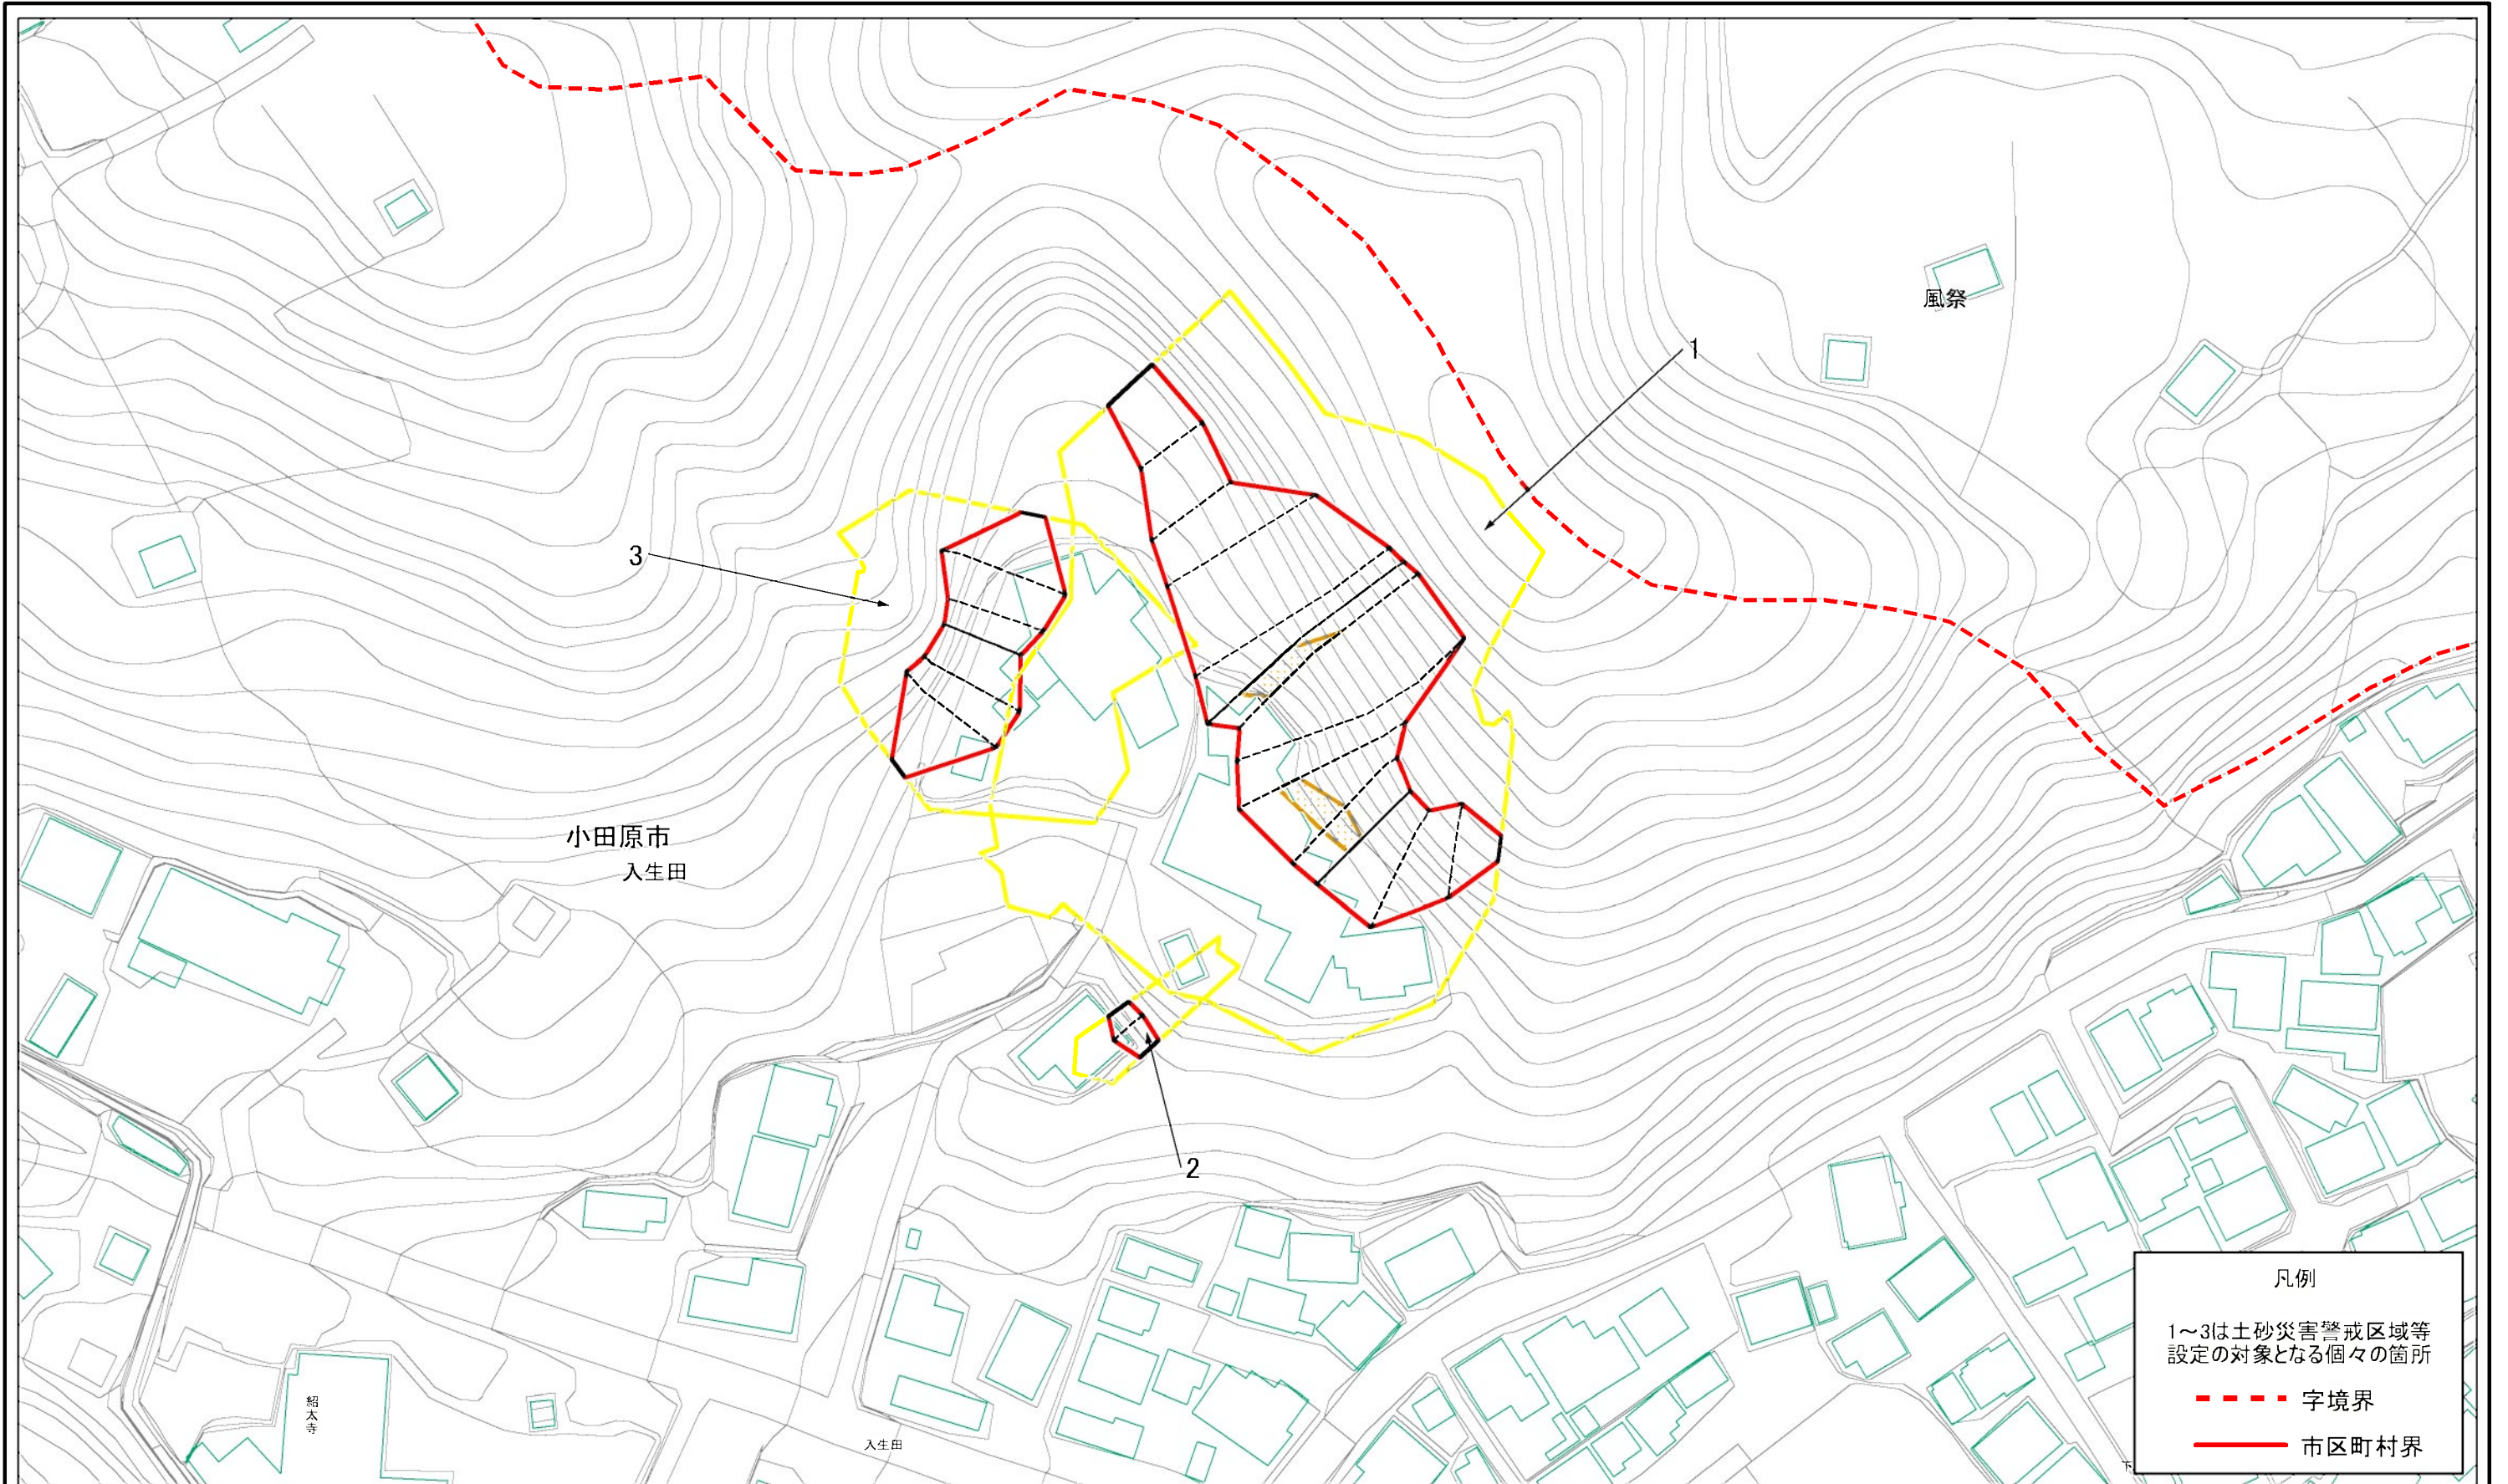 風祭
1
3
小田原市
入生田
2
紹太寺
入生田
下
凡例
1～3は土砂災害警戒区域等
設定の対象となる個々の箇所
字境界
市区町村界